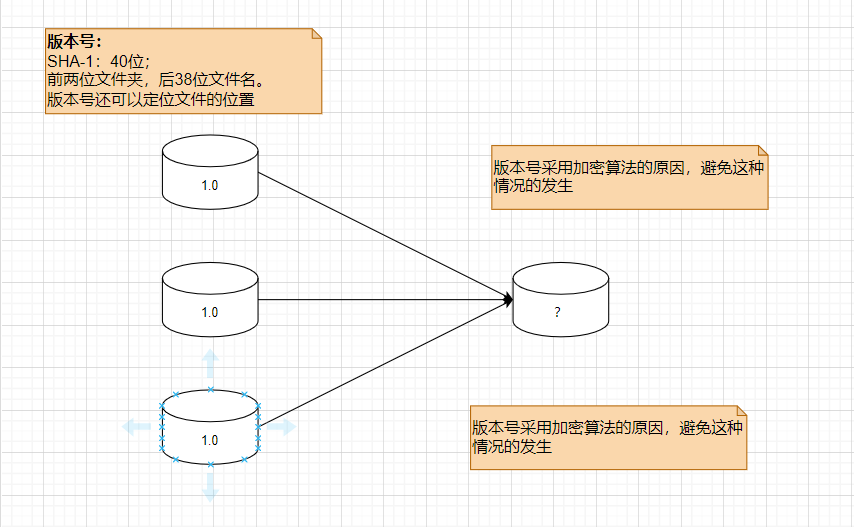 版本号：
SHA-1：40位；
前两位文件夹，后38位文件名。
版本号还可以定位文件的位置
1.0
版本号采用加密算法的原因，避免这种
情况的发生
1.0
?
1.0
版本号采用加密算法的原因，避免这种
情况的发生